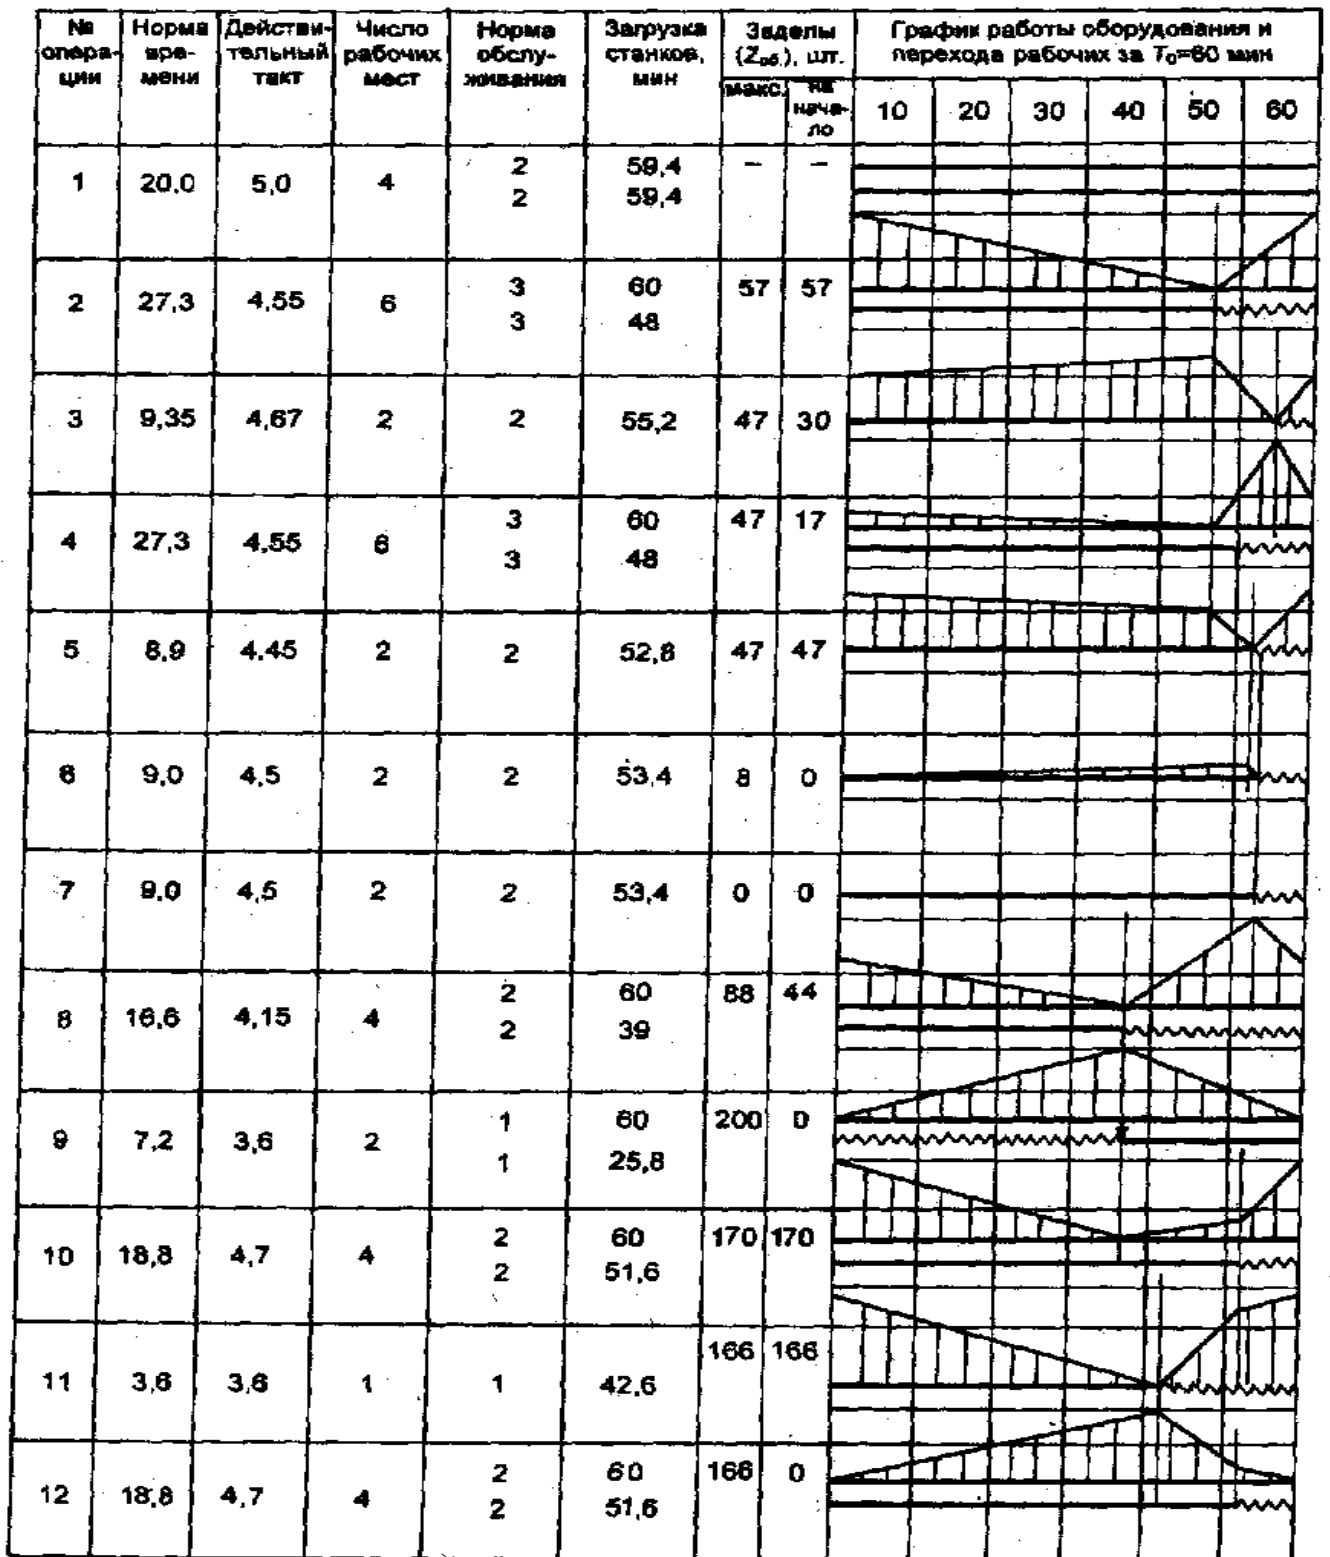 № операции
Норма времени
Действительный такт
Число рабочих мест
Норма обслуживания
Загрузка станков, мин
Заделы (Zоб.), шт.
макс.
на начало
График работы оборудования и перехода рабочих за T₀=60 мин
10 20 30 40 50 60
1 20,0 5,0 4 2 59,4 – –
2 59,4
2 27,3 4,55 6 3 60 57 57
3 48
3 9,35 4,67 2 2 55,2 47 30
4 27,3 4,55 6 3 60 47 17
3 48
5 8,9 4.45 2 2 52,8 47 47
6 9,0 4,5 2 2 53,4 8 0
7 9,0 4,5 2 2 53,4 0 0
8 16,6 4,15 4 2 60 88 44
2 39
9 7,2 3,6 2 1 60 200 0
1 25,8
10 18,8 4,7 4 2 60 170 170
2 51,6
11 3,6 3,6 1 1 42,6 166 166
12 18,8 4,7 4 2 60 166 0
2 51,6